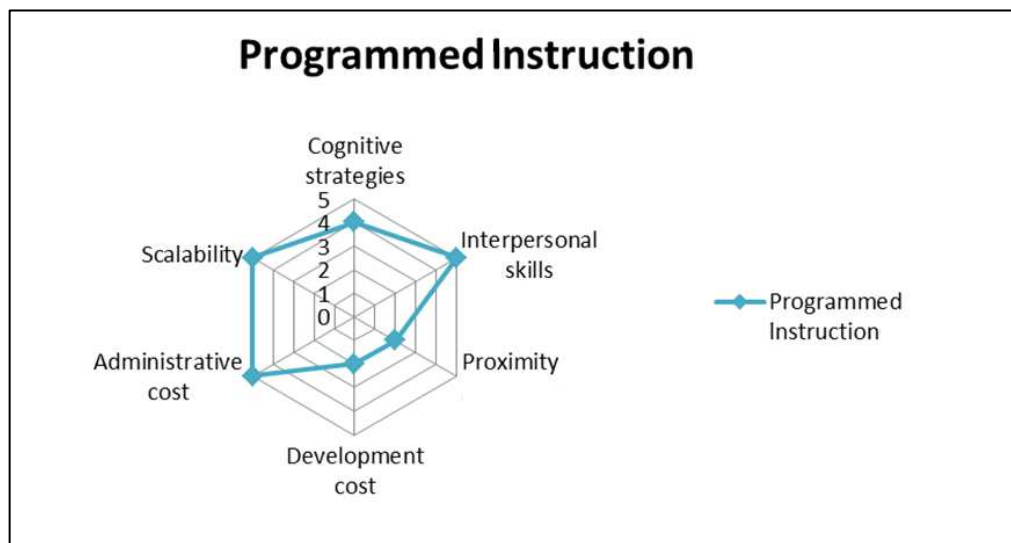 Programmed Instruction
Cognitive
strategies
5
4
3
2
1
0
Interpersonal
skills
Proximity
Development
cost
Administrative
cost
Scalability
Programmed
Instruction